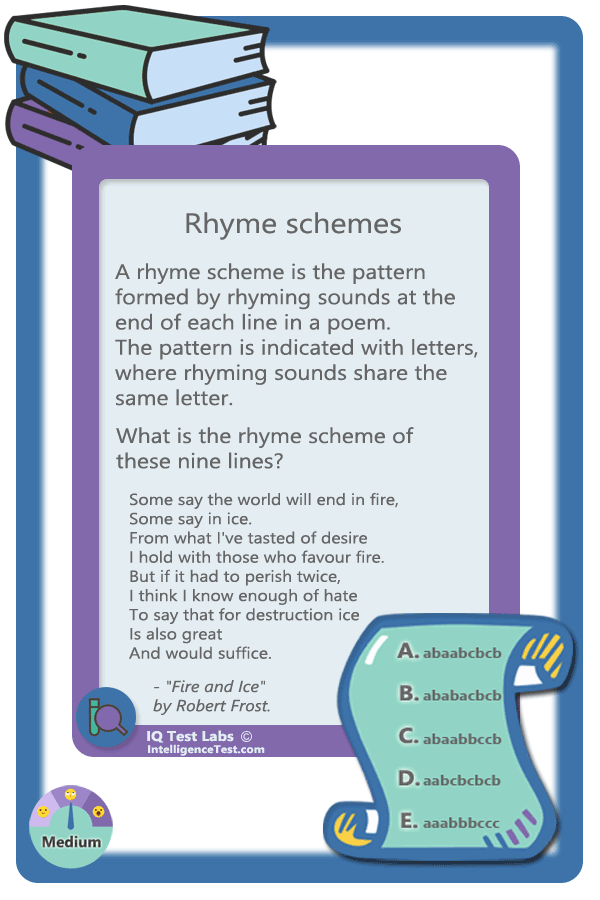 Rhyme schemes
A rhyme scheme is the pattern
formed by rhyming sounds at the
end of each line in a poem.
The pattern is indicated with letters,
where rhyming sounds share the
same letter.
What is the rhyme scheme of
these nine lines?
Some say the world will end in fire,
Some say in ice.
From what I've tasted of desire
I hold with those who favour fire.
But if it had to perish twice,
I think I know enough of hate
To say that for destruction ice
Is also great
And would suffice.
- "Fire and Ice"
by Robert Frost.
A. abaabcbcb
B. ababacbcb
C. abaabbccb
D. aabcbcbcb
E. aaabbbccc
IQ Test Labs ©
IntelligenceTest.com
Medium